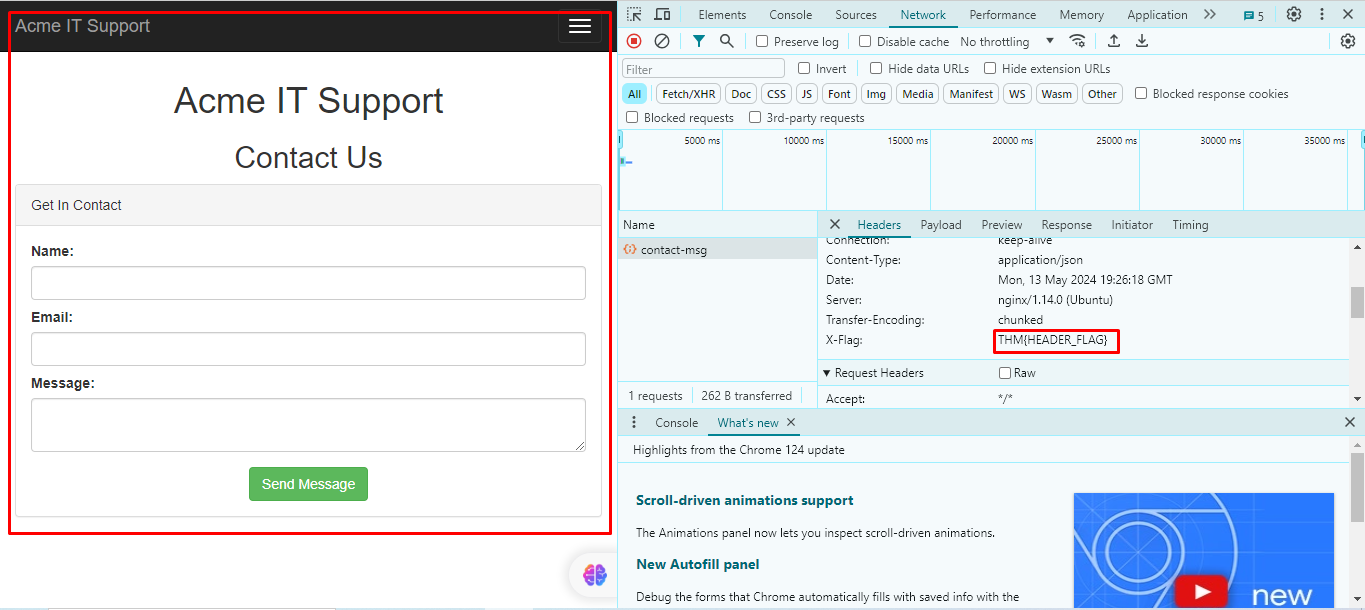 Acme IT Support
Acme IT Support
Contact Us
Get In Contact
Name:
Email:
Message:
Send Message
Elements Console Sources Network Performance Memory Application 5
Preserve log Disable cache No throttling
Filter Invert Hide data URLs Hide extension URLs
All Fetch/XHR Doc CSS JS Font Img Media Manifest WS Wasm Other Blocked response cookies
Blocked requests 3rd-party requests
5000 ms 10000 ms 15000 ms 20000 ms 25000 ms 30000 ms 35000 ms
Name
contact-msg
1 requests 262 B transferred
Headers Payload Preview Response Initiator Timing
Connection: keep-alive
Content-Type: application/json
Date: Mon, 13 May 2024 19:26:18 GMT
Server: nginx/1.14.0 (Ubuntu)
Transfer-Encoding: chunked
X-Flag: THM{HEADER_FLAG}
Request Headers Raw
Accept: */*
Console What's new
Highlights from the Chrome 124 update
Scroll-driven animations support
The Animations panel now lets you inspect scroll-driven animations.
New Autofill panel
Debug the forms that Chrome automatically fills with saved info with the
new